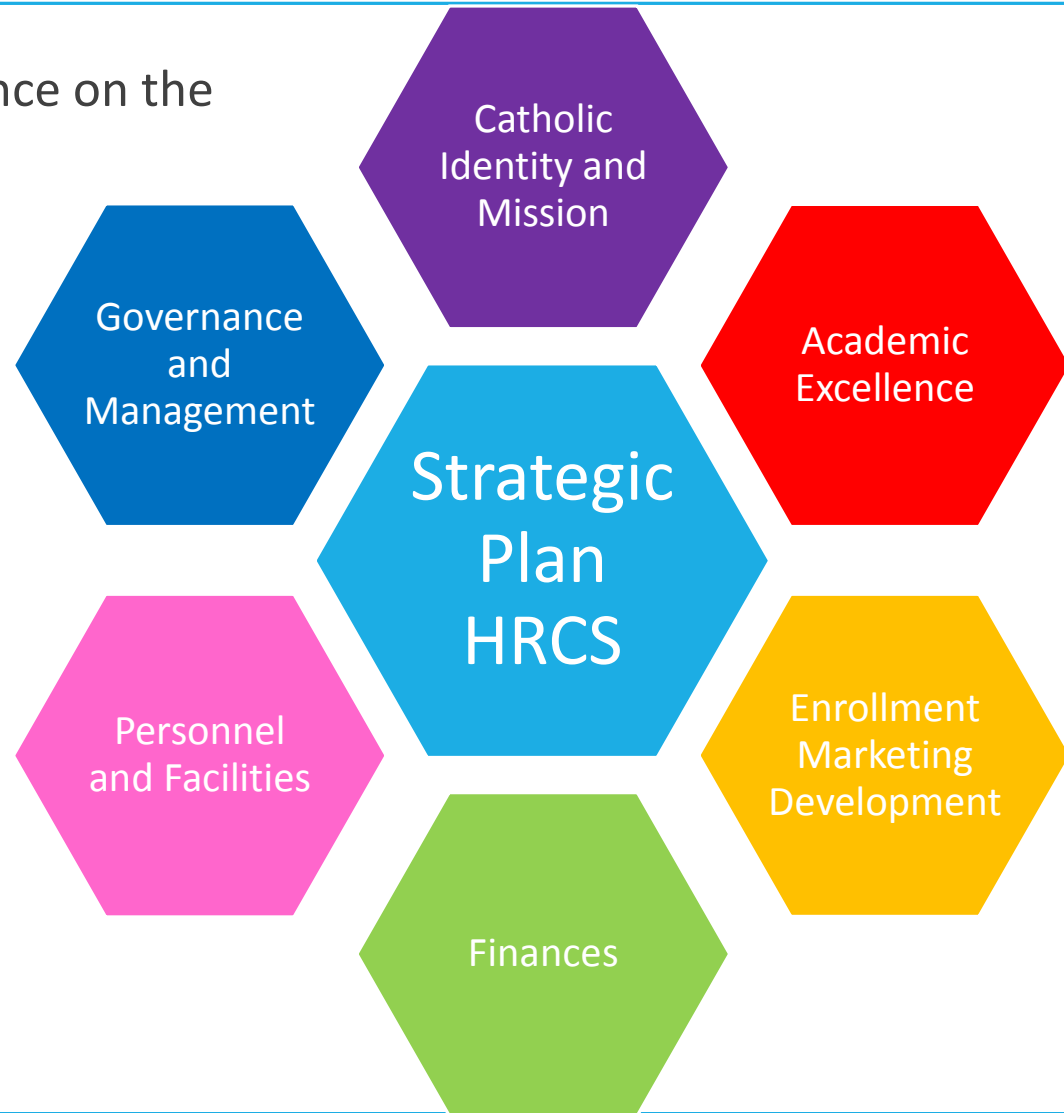 nce on the
Catholic
Identity and
Mission
Governance
and
Management
Academic
Excellence
Strategic
Plan
HRCS
Personnel
and Facilities
Enrollment
Marketing
Development
Finances